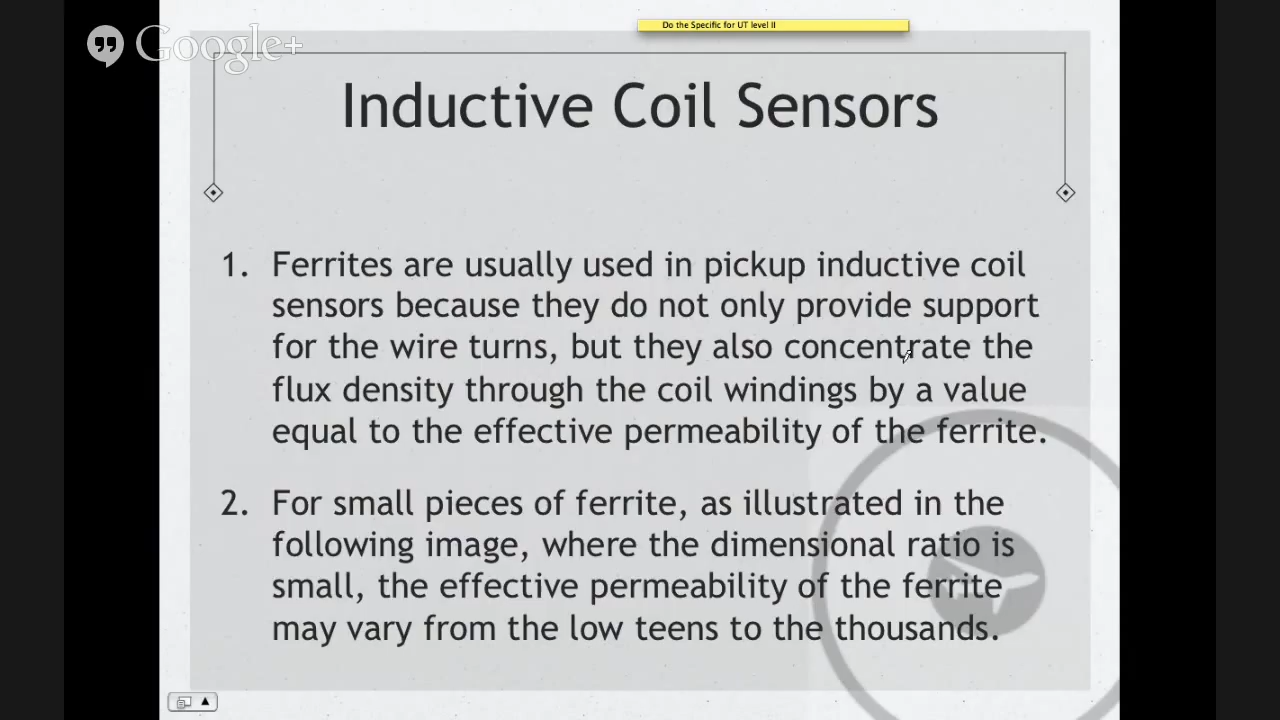 Do the Specific for UT level II
Google+
Inductive Coil Sensors
1. Ferrites are usually used in pickup inductive coil
sensors because they do not only provide support
for the wire turns, but they also concentrate the
flux density through the coil windings by a value
equal to the effective permeability of the ferrite.
2. For small pieces of ferrite, as illustrated in the
following image, where the dimensional ratio is
small, the effective permeability of the ferrite
may vary from the low teens to the thousands.